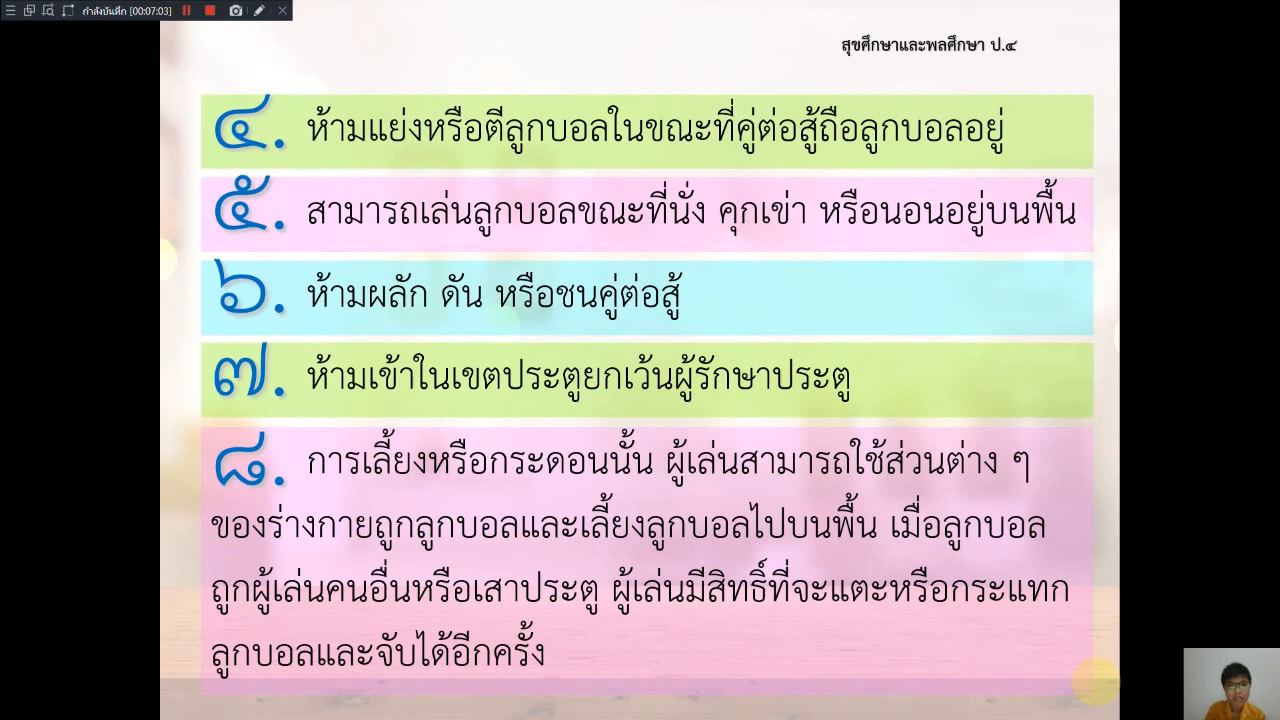 กำลังบันทึก [00:07:03]
สุขศึกษาและพลศึกษา ป.๔
๔. ห้ามแย่งหรือตีลูกบอลในขณะที่คู่ต่อสู้ถือลูกบอลอยู่
๕. สามารถเล่นลูกบอลขณะที่นั่ง คุกเข่า หรือนอนอยู่บนพื้น
๖. ห้ามผลัก ดัน หรือชนคู่ต่อสู้
๗. ห้ามเข้าในเขตประตูยกเว้นผู้รักษาประตู
๘. การเลี้ยงหรือกระดอนนั้น ผู้เล่นสามารถใช้ส่วนต่าง ๆ
ของร่างกายถูกลูกบอลและเลี้ยงลูกบอลไปบนพื้น เมื่อลูกบอล
ถูกผู้เล่นคนอื่นหรือเสาประตู ผู้เล่นมีสิทธิ์ที่จะแตะหรือกระแทก
ลูกบอลและจับได้อีกครั้ง